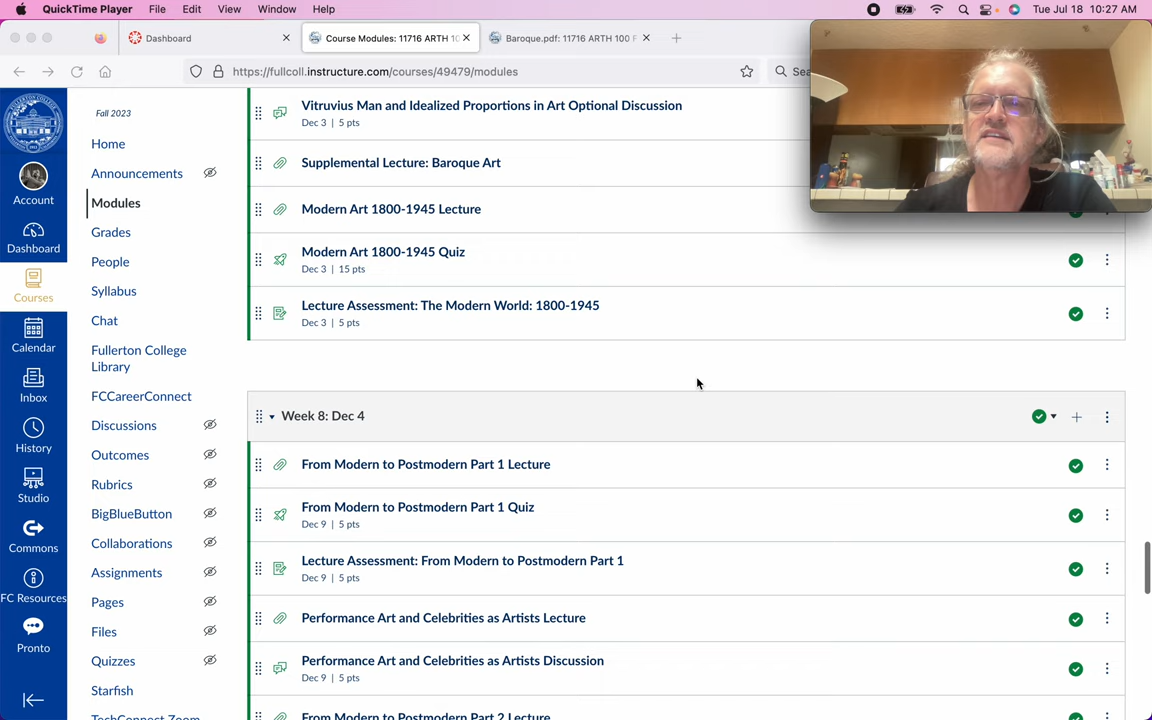 QuickTime Player File Edit View Window Help Tue Jul 18 10:27 AM
Dashboard
Course Modules: 11716 ARTH 10
Baroque.pdf: 11716 ARTH 100 F
https://fullcoll.instructure.com/courses/49479/modules
Sea
Account
Dashboard
Courses
Calendar
Inbox
History
Studio
Commons
FC Resources
Pronto
Fall 2023
Home
Announcements
Modules
Grades
People
Syllabus
Chat
Fullerton College
Library
FCCareerConnect
Discussions
Outcomes
Rubrics
BigBlueButton
Collaborations
Assignments
Pages
Files
Quizzes
Starfish
TechConnect Zoom
Vitruvius Man and Idealized Proportions in Art Optional Discussion
Dec 3 | 5 pts
Supplemental Lecture: Baroque Art
Modern Art 1800-1945 Lecture
Modern Art 1800-1945 Quiz
Dec 3 | 15 pts
Lecture Assessment: The Modern World: 1800-1945
Dec 3 | 5 pts
Week 8: Dec 4
From Modern to Postmodern Part 1 Lecture
From Modern to Postmodern Part 1 Quiz
Dec 9 | 5 pts
Lecture Assessment: From Modern to Postmodern Part 1
Dec 9 | 5 pts
Performance Art and Celebrities as Artists Lecture
Performance Art and Celebrities as Artists Discussion
Dec 9 | 5 pts
From Modern to Postmodern Part 2 Lecture